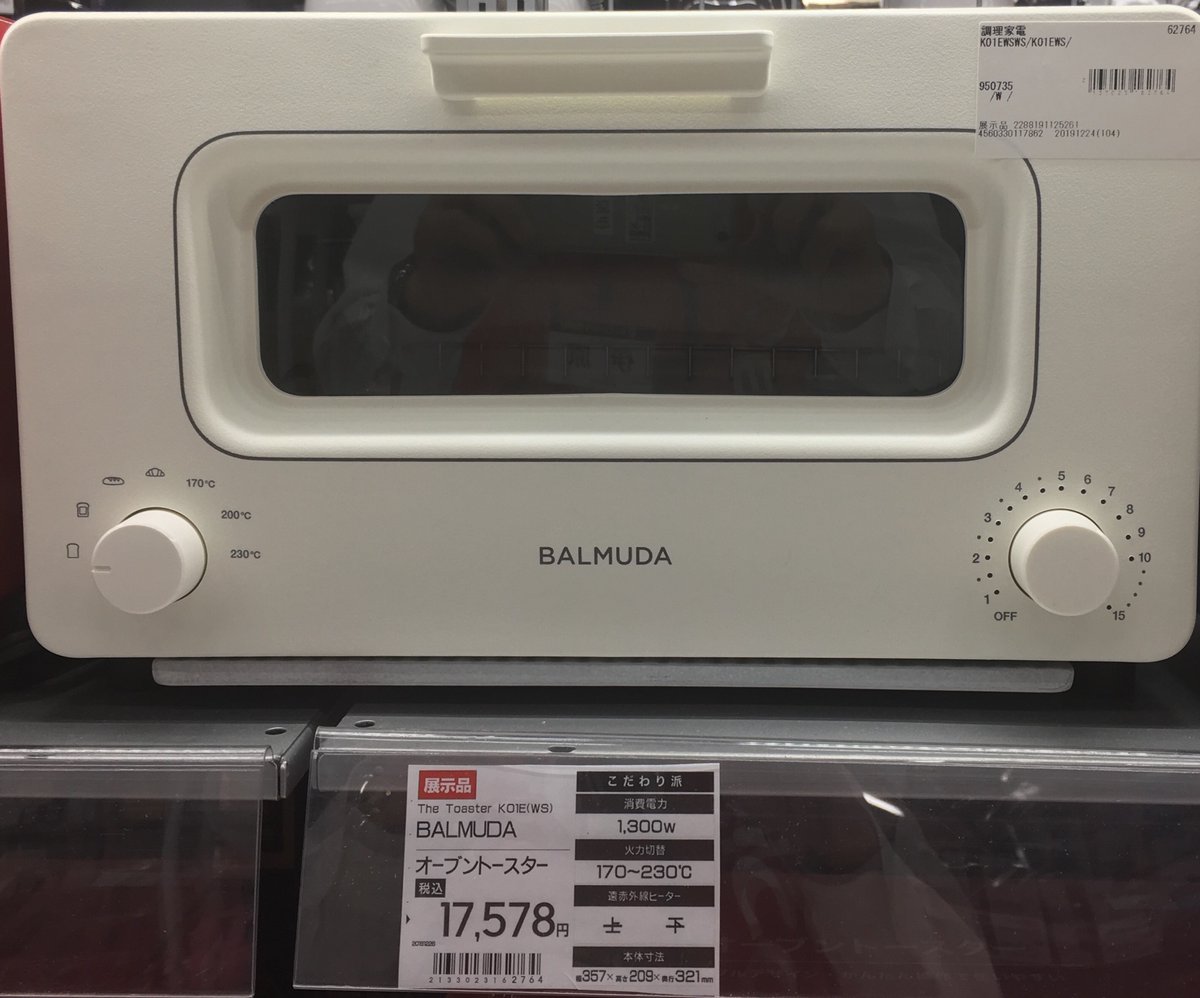 調理家電
62764
K01EWSWS/K01EWS/
950735
/W /
展示品 2288191125261
4560330117862 20191224(104)
170℃
200℃
230℃
BALMUDA
OFF
1
2
3
4
5
6
7
8
9
10
15
展示品
The Toaster K01E(WS)
BALMUDA
オーブントースター
税込
17,578円
2133023162764
こだわり派
消費電力
1,300w
火力切替
170~230℃
遠赤外線ヒーター
上 下
本体寸法
幅357×高さ209×奥行321mm